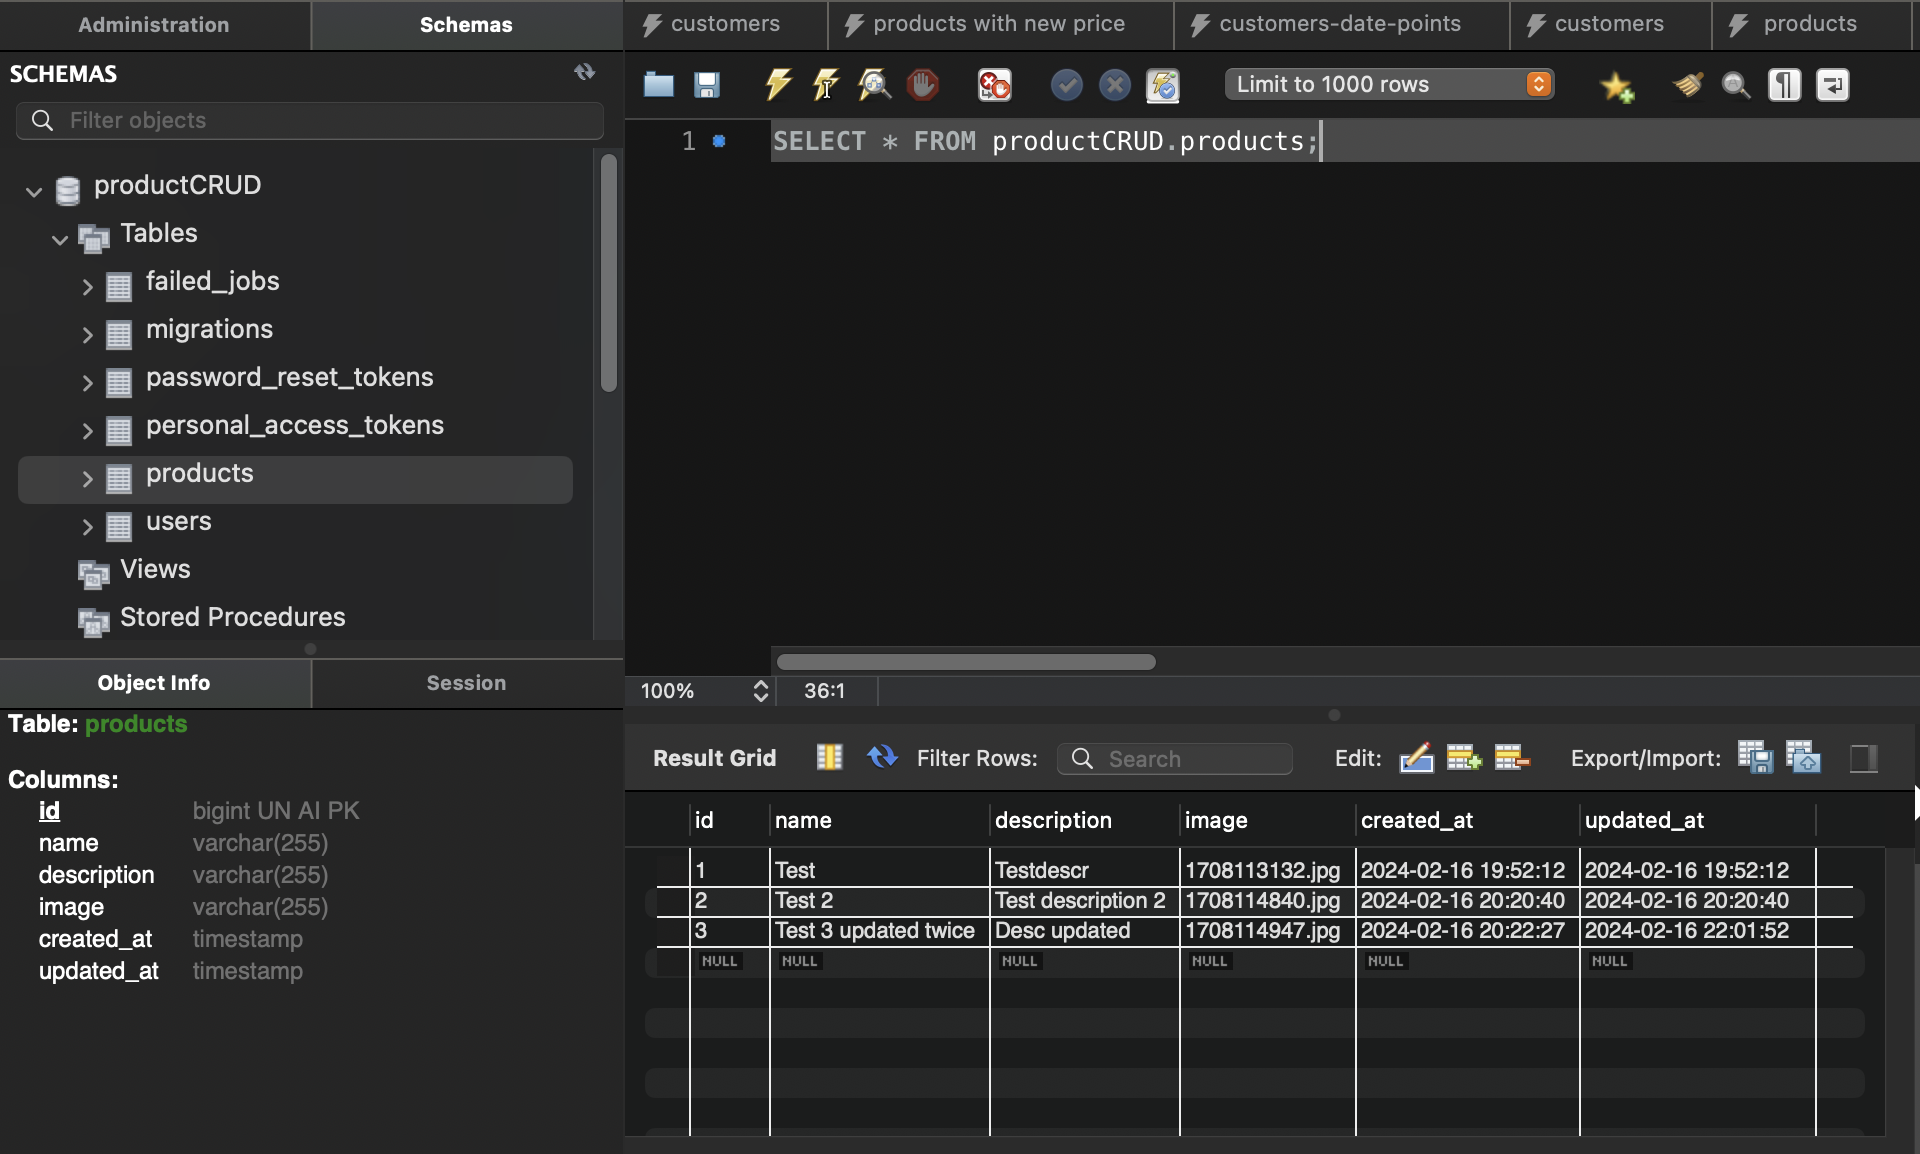 Administration
Schemas
customers
products with new price
customers-date-points
customers
products
SCHEMAS
Filter objects
Limit to 1000 rows
1
SELECT * FROM productCRUD.products;
productCRUD
Tables
failed_jobs
migrations
password_reset_tokens
personal_access_tokens
products
users
Views
Stored Procedures
100%
36:1
Object Info
Session
Table: products
Columns:
id bigint UN AI PK
name varchar(255)
description varchar(255)
image varchar(255)
created_at timestamp
updated_at timestamp
Result Grid
Filter Rows:
Search
Edit:
Export/Import:
id name description image created_at updated_at
1 Test Testdescr 1708113132.jpg 2024-02-16 19:52:12 2024-02-16 19:52:12
2 Test 2 Test description 2 1708114840.jpg 2024-02-16 20:20:40 2024-02-16 20:20:40
3 Test 3 updated twice Desc updated 1708114947.jpg 2024-02-16 20:22:27 2024-02-16 22:01:52
NULL NULL NULL NULL NULL NULL